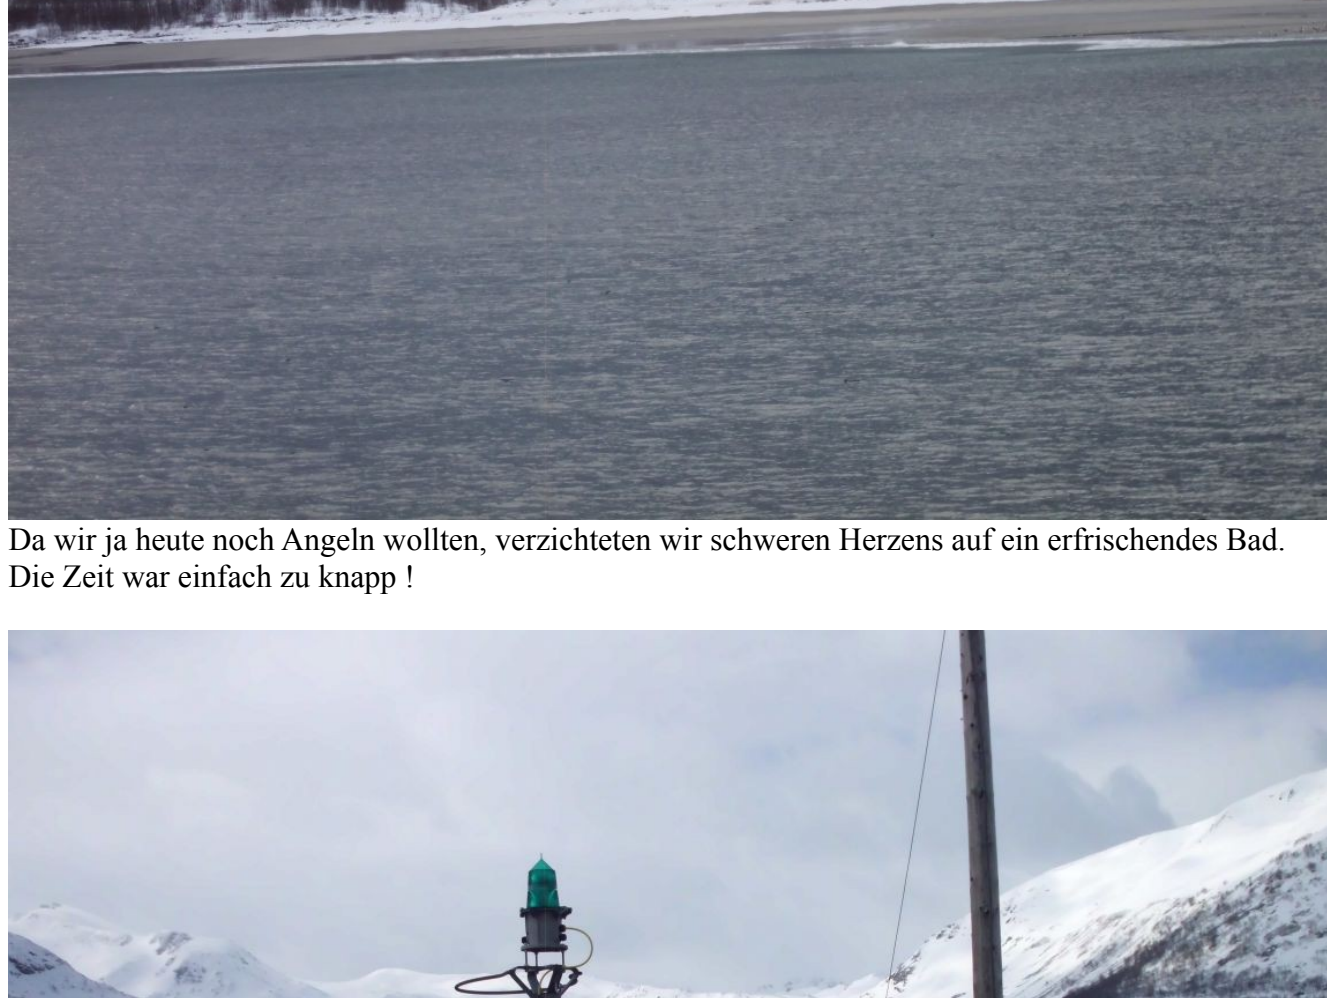 Da wir ja heute noch Angeln wollten, verzichteten wir schweren Herzens auf ein erfrischendes Bad.
Die Zeit war einfach zu knapp !